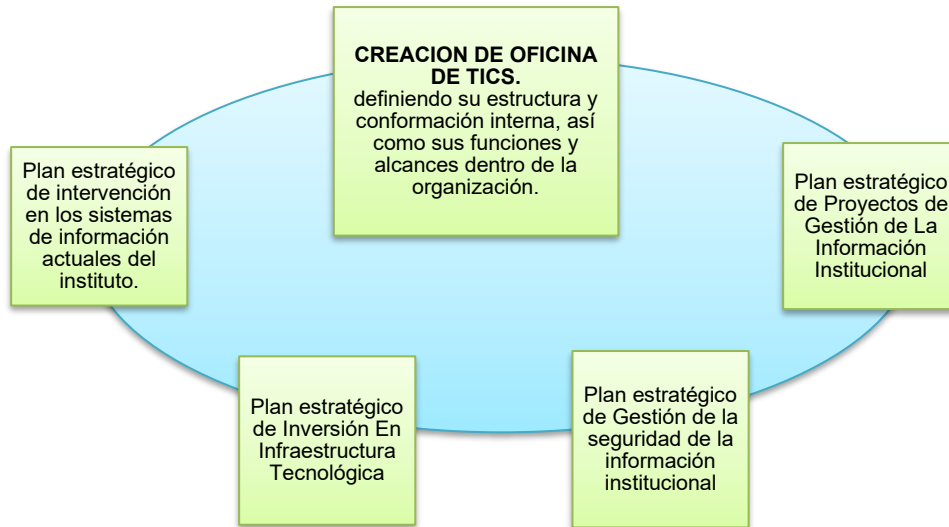 CREACION DE OFICINA
DE TICS.
definiendo su estructura y
conformación interna, así
como sus funciones y
alcances dentro de la
organización.
Plan estratégico
de intervención
en los sistemas
de información
actuales del
instituto.
Plan estratégico
de Proyectos de
Gestión de La
Información
Institucional
Plan estratégico
de Inversión En
Infraestructura
Tecnológica
Plan estratégico
de Gestión de la
seguridad de la
información
institucional